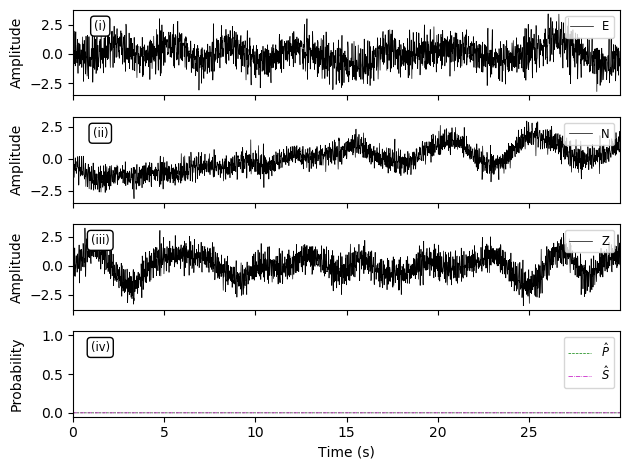 Amplitude
2.5
0.0
−2.5
(i)
E
Amplitude
2.5
0.0
−2.5
(ii)
N
Amplitude
2.5
0.0
−2.5
(iii)
Z
Probability
1.0
0.5
0.0
(iv)
P̂
Ŝ
0 5 10 15 20 25
Time (s)